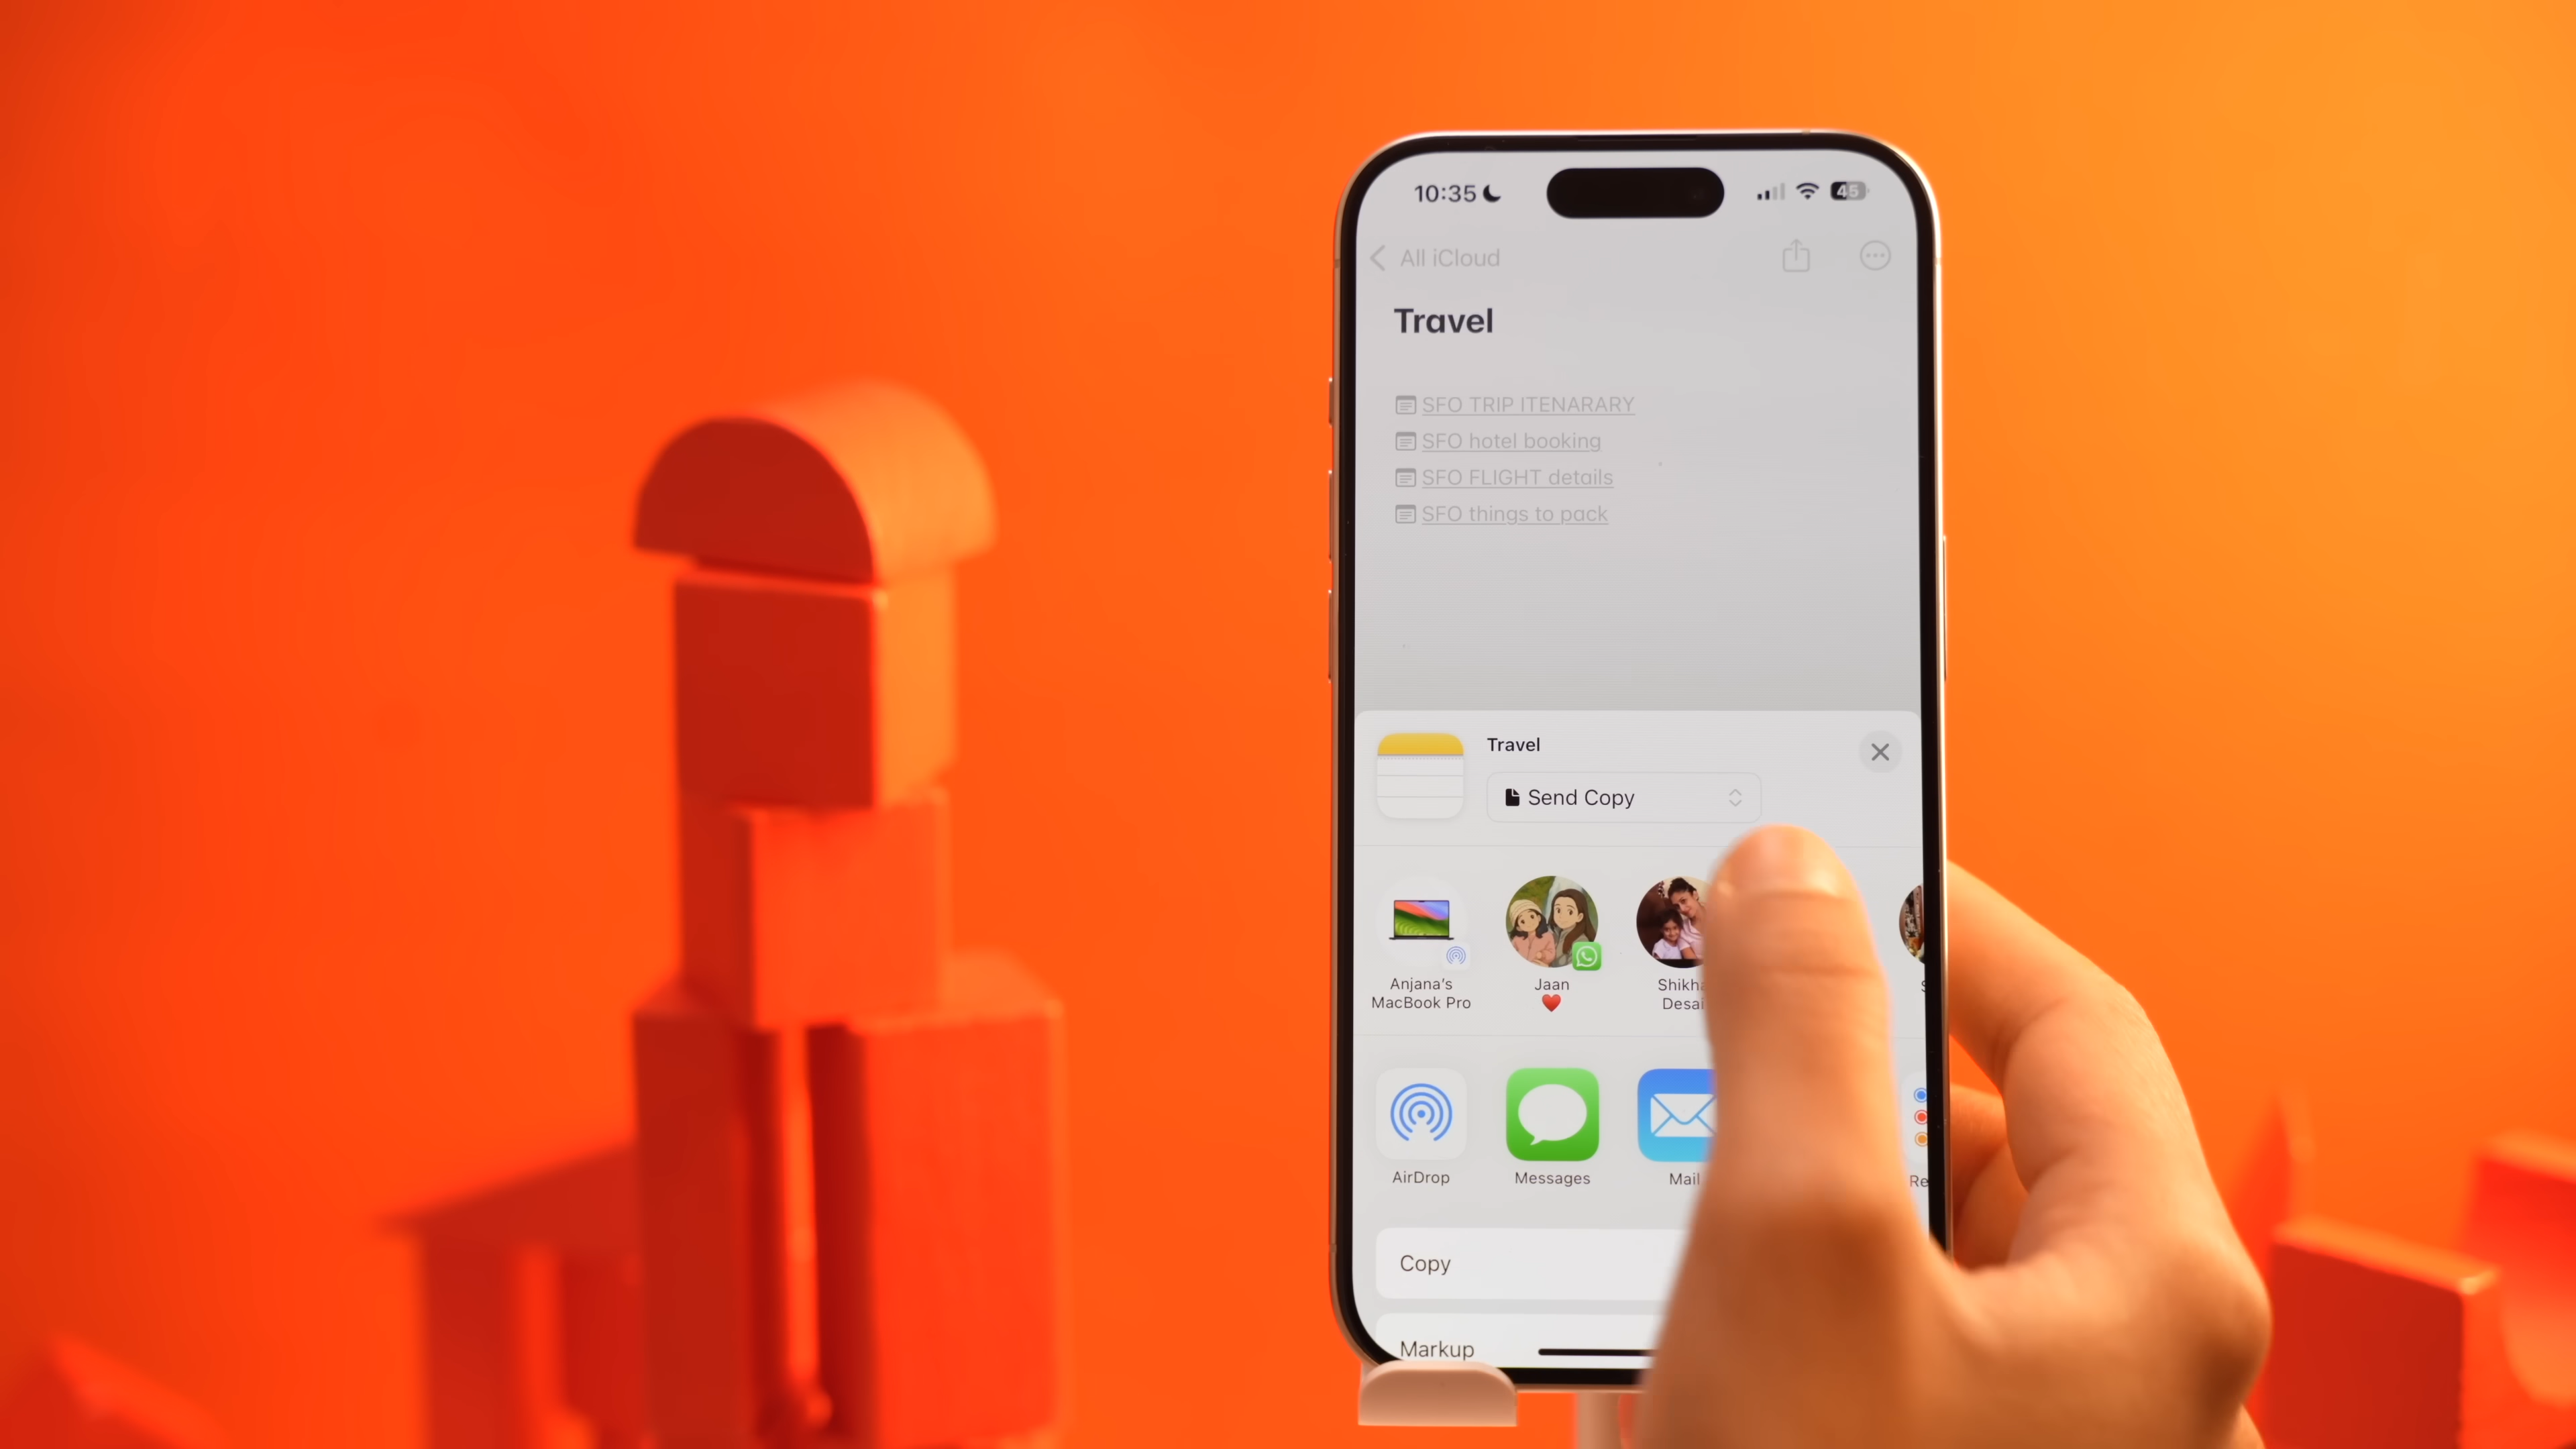 10:35
45
All iCloud
Travel
SFO TRIP ITENARARY
SFO hotel booking
SFO FLIGHT details
SFO things to pack
Travel
Send Copy
Anjana's
MacBook Pro
Jaan
❤️
Desai
AirDrop
Messages
Mail
Copy
Markup